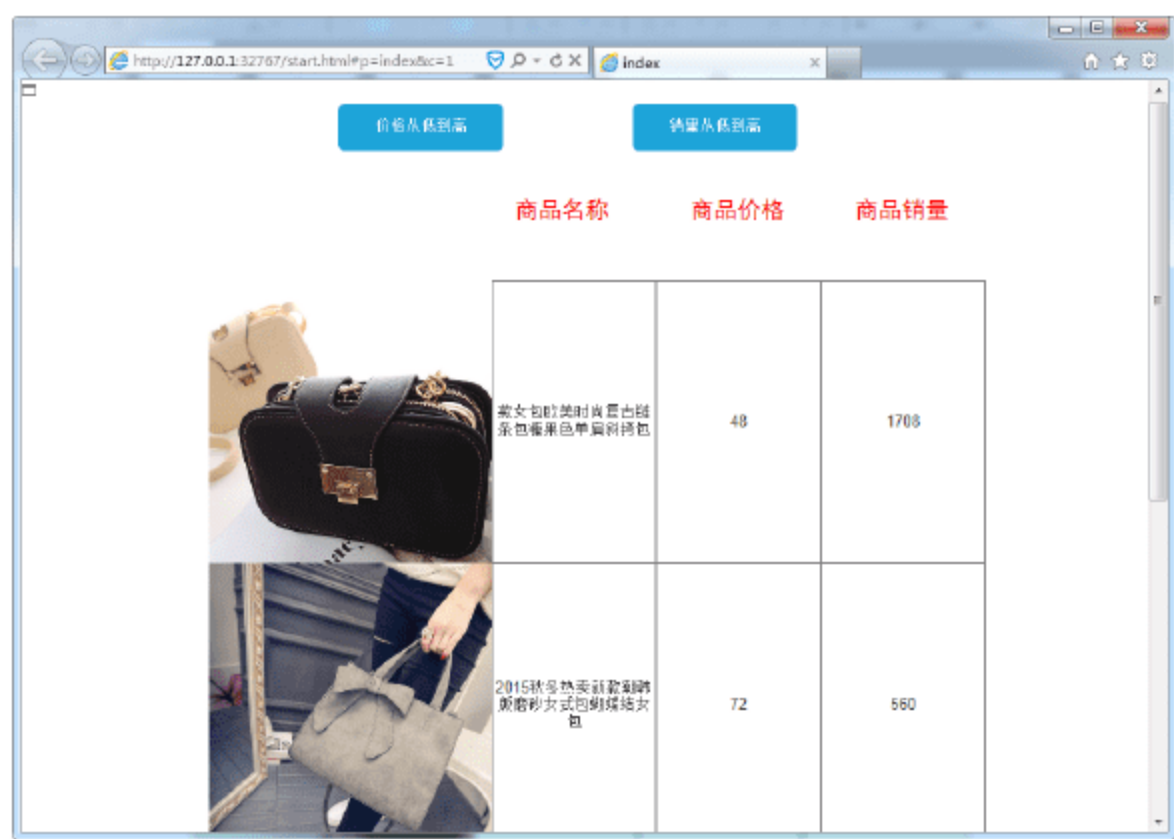 http://127.0.0.1:32767/start.html#p=index&c=1
index
价格从低到高
销量从低到高
商品名称
商品价格
商品销量
款女包欧美时尚复古链
条包糖果色单肩斜挎包
48
1708
2015秋冬热卖新款潮韩
版磨砂女式包蝴蝶结女
包
72
560